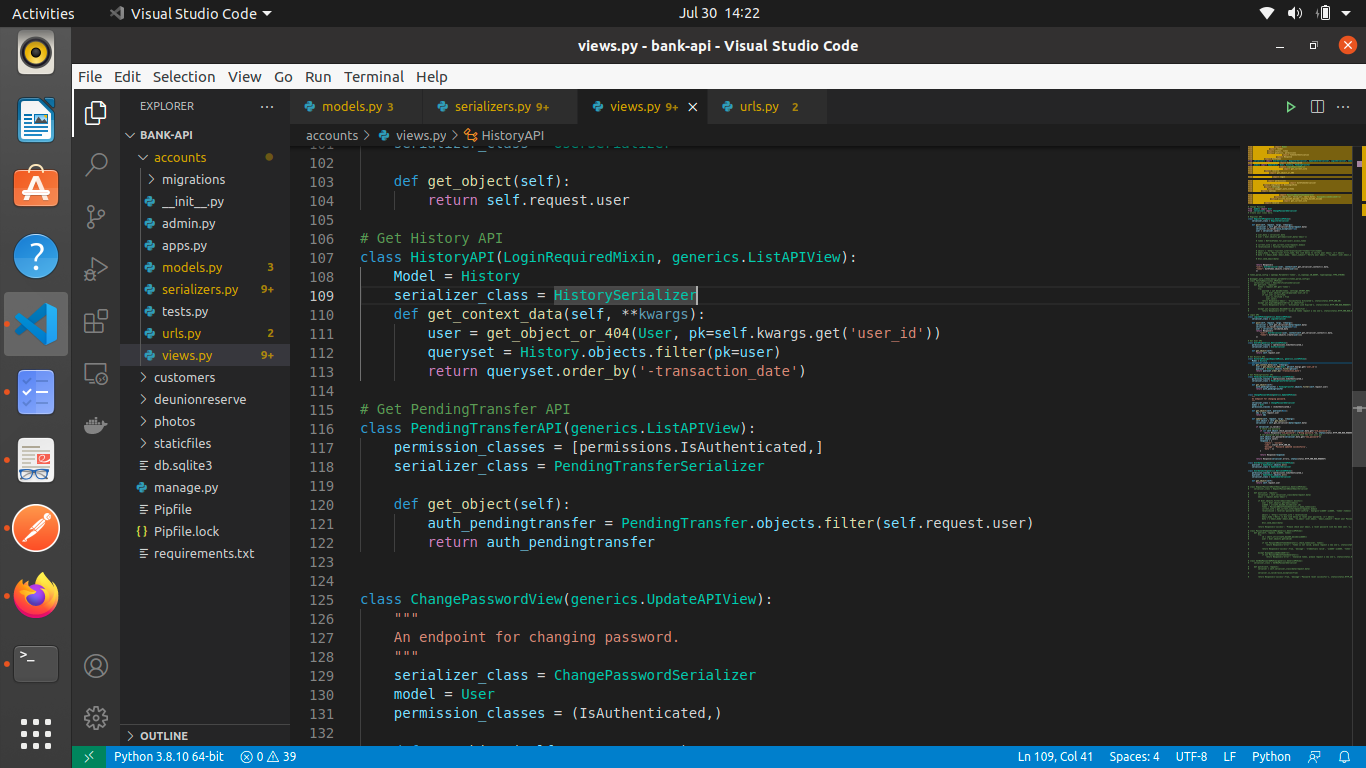 Activities
Visual Studio Code
Jul 30 14:22
views.py - bank-api - Visual Studio Code
File Edit Selection View Go Run Terminal Help
EXPLORER
BANK-API
accounts
migrations
__init__.py
admin.py
apps.py
models.py 3
serializers.py 9+
tests.py
urls.py 2
views.py 9+
customers
deunionreserve
photos
staticfiles
db.sqlite3
manage.py
Pipfile
Pipfile.lock
requirements.txt
OUTLINE
models.py 3
serializers.py 9+
views.py 9+
urls.py 2
accounts > views.py > HistoryAPI
102
103 def get_object(self):
104 return self.request.user
105
106 # Get History API
107 class HistoryAPI(LoginRequiredMixin, generics.ListAPIView):
108 Model = History
109 serializer_class = HistorySerializer
110 def get_context_data(self, **kwargs):
111 user = get_object_or_404(User, pk=self.kwargs.get('user_id'))
112 queryset = History.objects.filter(pk=user)
113 return queryset.order_by('-transaction_date')
114
115 # Get PendingTransfer API
116 class PendingTransferAPI(generics.ListAPIView):
117 permission_classes = [permissions.IsAuthenticated,]
118 serializer_class = PendingTransferSerializer
119
120 def get_object(self):
121 auth_pendingtransfer = PendingTransfer.objects.filter(self.request.user)
122 return auth_pendingtransfer
123
124
125 class ChangePasswordView(generics.UpdateAPIView):
126 """
127 An endpoint for changing password.
128 """
129 serializer_class = ChangePasswordSerializer
130 model = User
131 permission_classes = (IsAuthenticated,)
132
Python 3.8.10 64-bit
0 39
Ln 109, Col 41
Spaces: 4
UTF-8
LF
Python